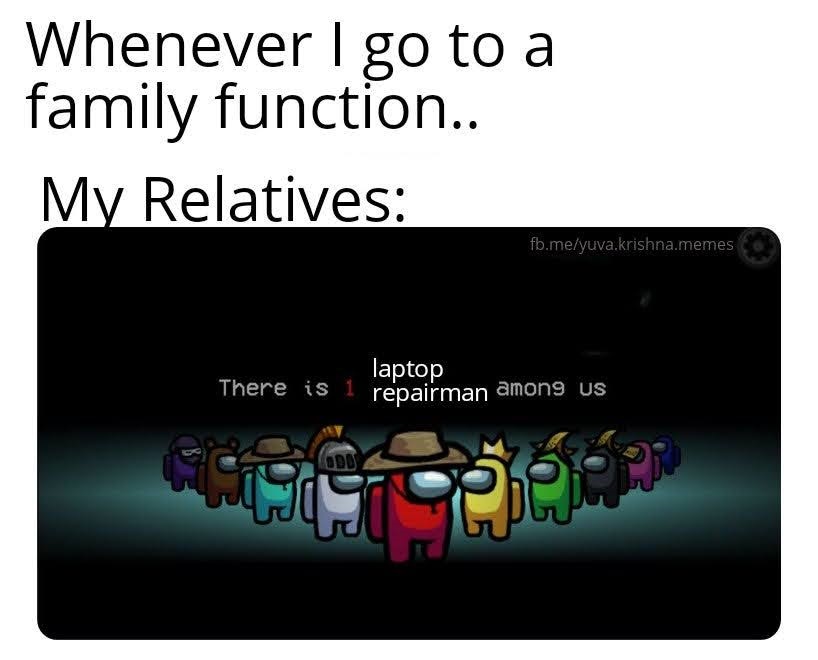 Whenever I go to a
family function..
My Relatives:
fb.me/yuva.krishna.memes
There is 1 laptop repairman among us